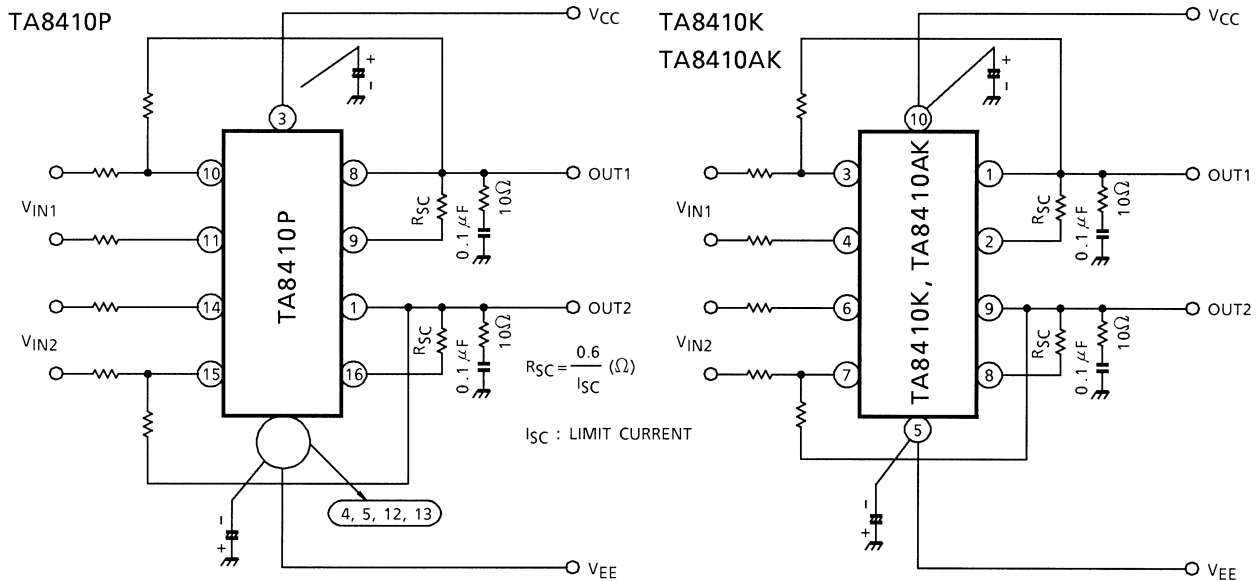 TA8410P
VCC
+
-
3
10
8
OUT1
VIN1
RSC
0.1 μF
10Ω
11
9
TA8410P
14
1
OUT2
VIN2
RSC
0.1 μF
10Ω
15
16
RSC = 0.6 / ISC (Ω)
ISC : LIMIT CURRENT
4, 5, 12, 13
-
+
VEE
TA8410K
TA8410AK
VCC
+
-
10
3
1
OUT1
VIN1
RSC
0.1 μF
10Ω
4
2
TA8410K, TA8410AK
6
9
OUT2
VIN2
RSC
0.1 μF
10Ω
7
8
5
-
+
VEE